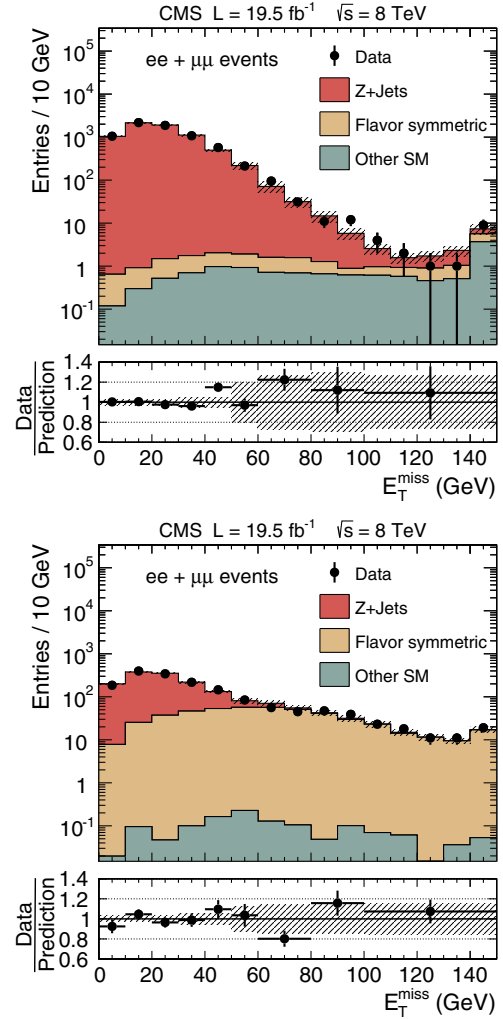 CMS L = 19.5 fb⁻¹ √s = 8 TeV
ee + μμ events
Data
Z+Jets
Flavor symmetric
Other SM
Entries / 10 GeV
10⁵
10⁴
10³
10²
10
1
10⁻¹
Data
Prediction
1.4
1.2
1
0.8
0.6
0 20 40 60 80 100 120 140
E_T^miss (GeV)
CMS L = 19.5 fb⁻¹ √s = 8 TeV
ee + μμ events
Data
Z+Jets
Flavor symmetric
Other SM
Entries / 10 GeV
10⁵
10⁴
10³
10²
10
1
10⁻¹
Data
Prediction
1.4
1.2
1
0.8
0.6
0 20 40 60 80 100 120 140
E_T^miss (GeV)